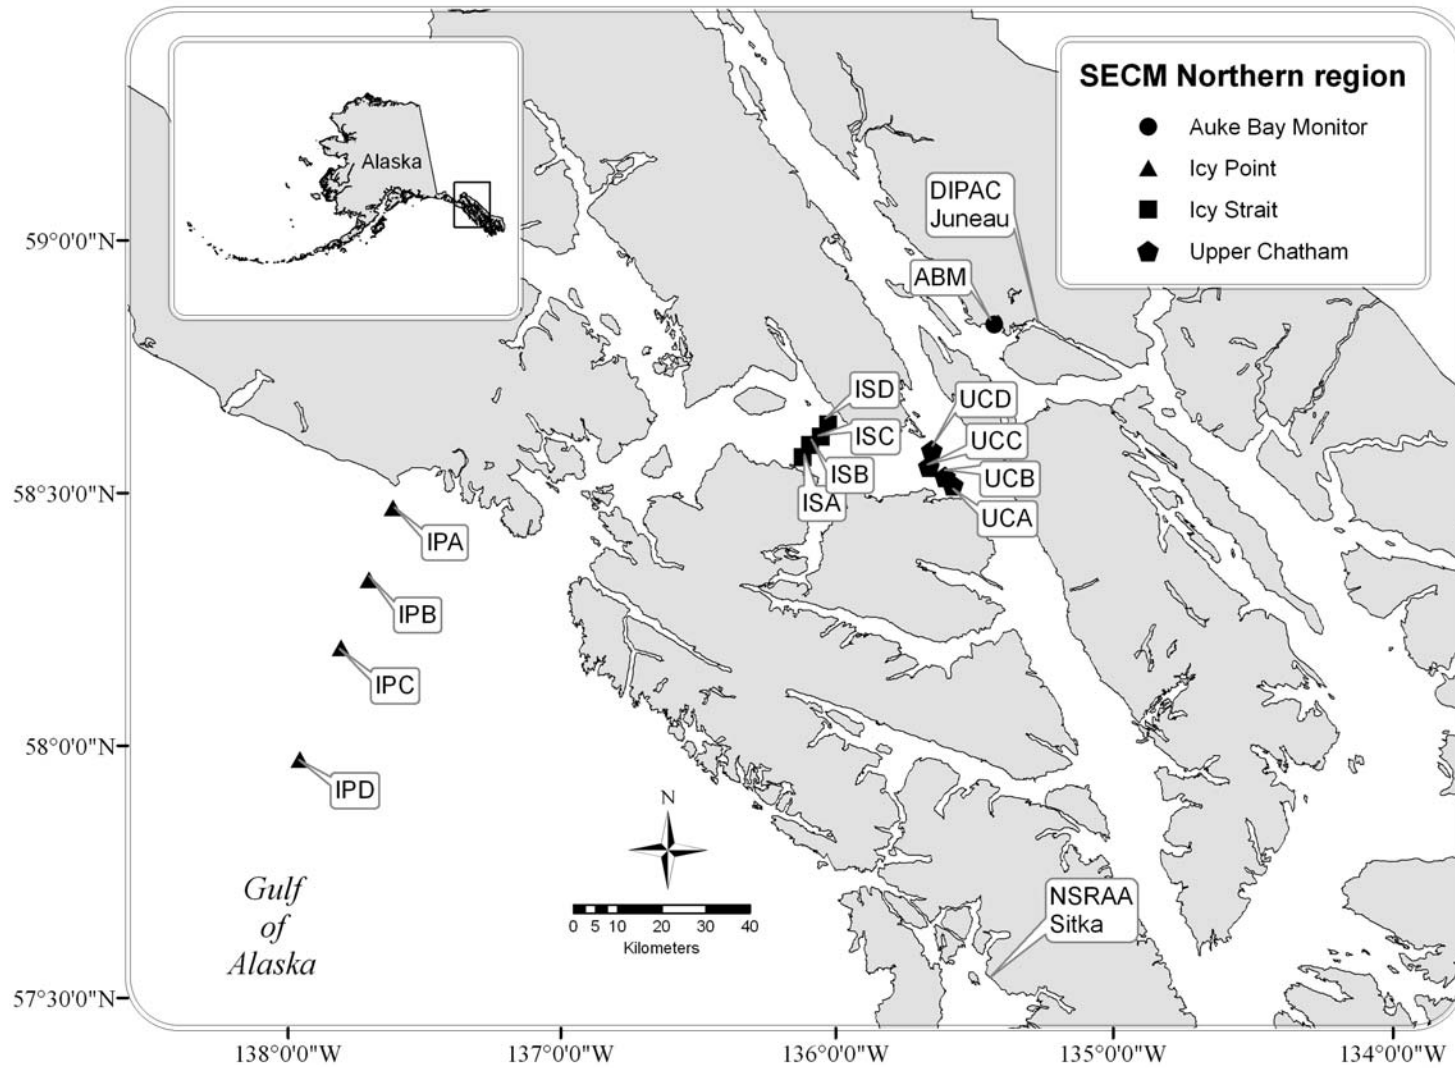 SECM Northern region
Auke Bay Monitor
Icy Point
Icy Strait
Upper Chatham
Alaska
DIPAC
Juneau
ABM
59°0'0"N
ISD
UCD
ISC
UCC
ISB
UCB
58°30'0"N
ISA
UCA
IPA
IPB
IPC
58°0'0"N
IPD
N
Gulf
of
Alaska
0 5 10 20 30 40
Kilometers
NSRAA
Sitka
57°30'0"N
138°0'0"W
137°0'0"W
136°0'0"W
135°0'0"W
134°0'0"W